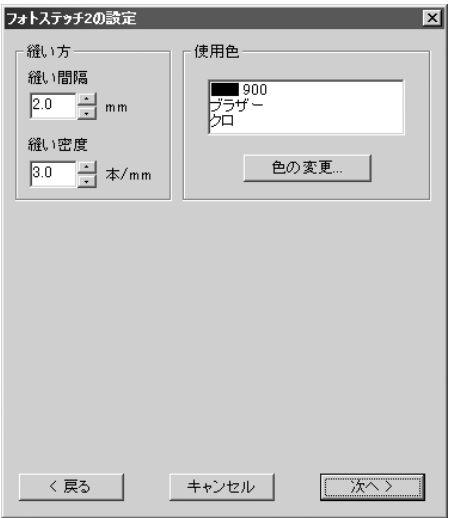 フォトステッチ2の設定
縫い方
縫い間隔
2.0 mm
縫い密度
3.0 本/mm
使用色
900
ブラザー
クロ
色の変更...
< 戻る
キャンセル
次へ >